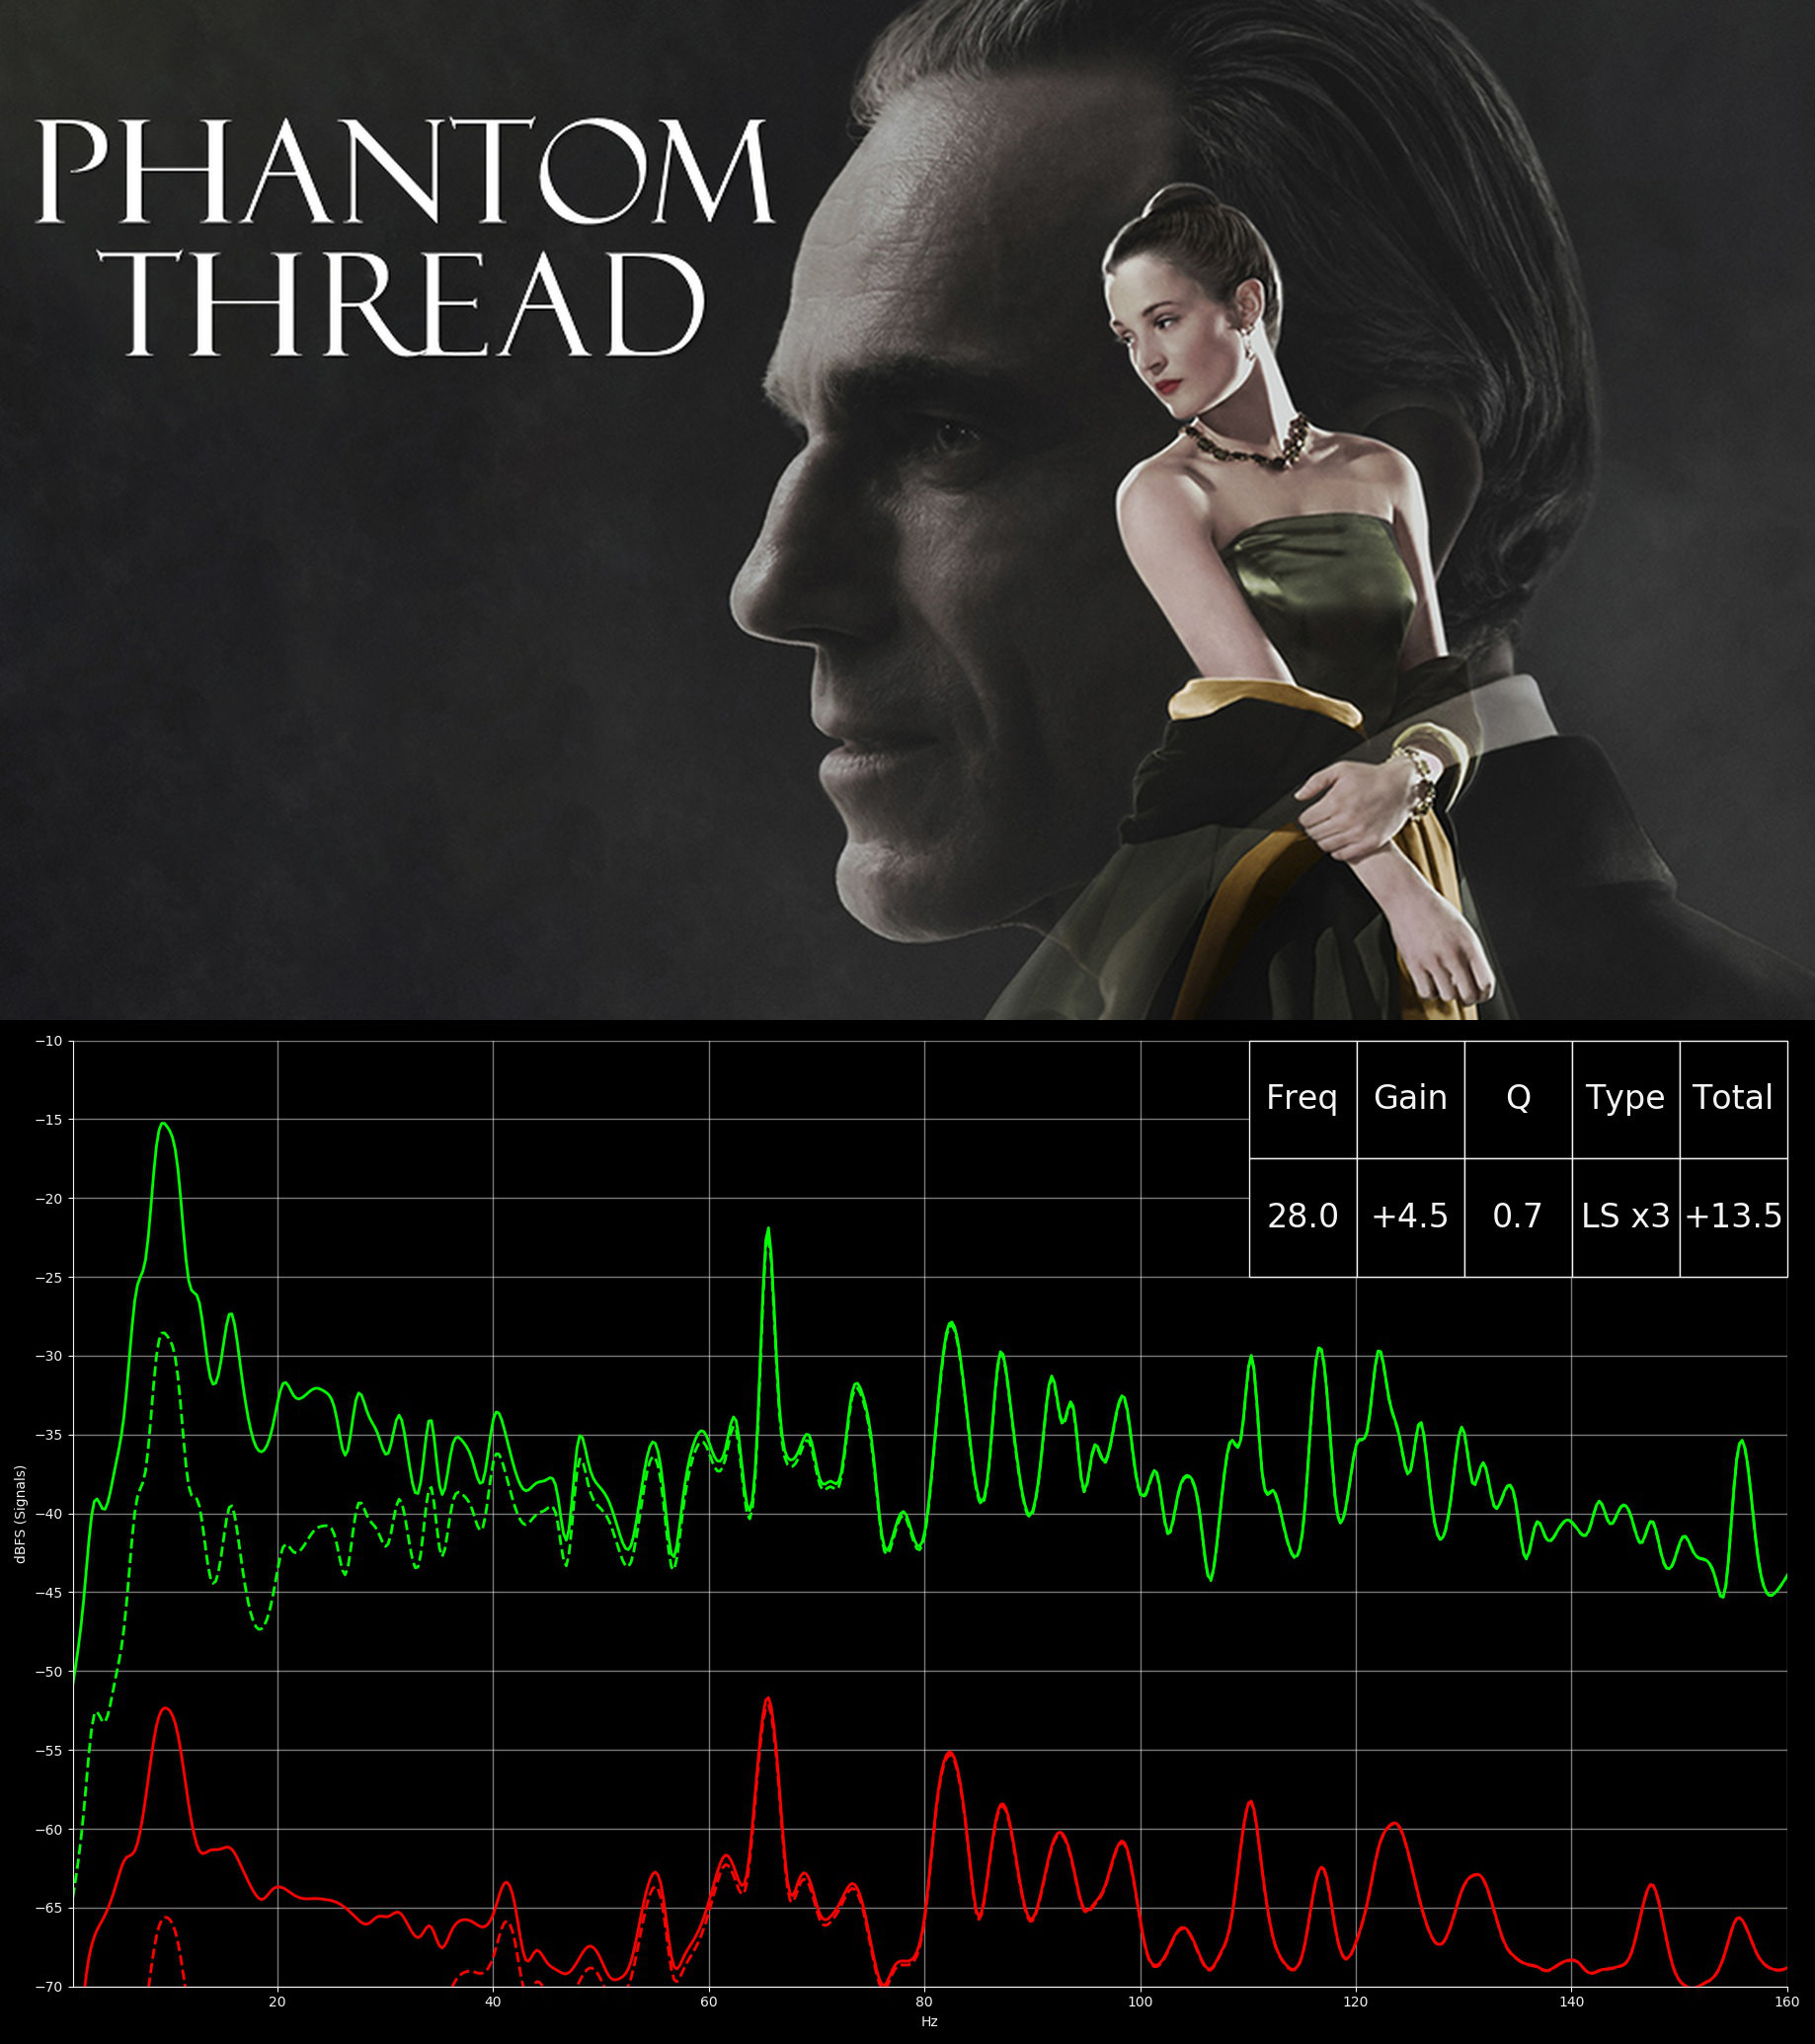 PHANTOM
THREAD
Freq Gain Q Type Total
28.0 +4.5 0.7 LS x3 +13.5
−10
−15
−20
−25
−30
−35
−40
−45
−50
−55
−60
−65
−70
dBFS (Signals)
20 40 60 80 100 120 140 160
Hz